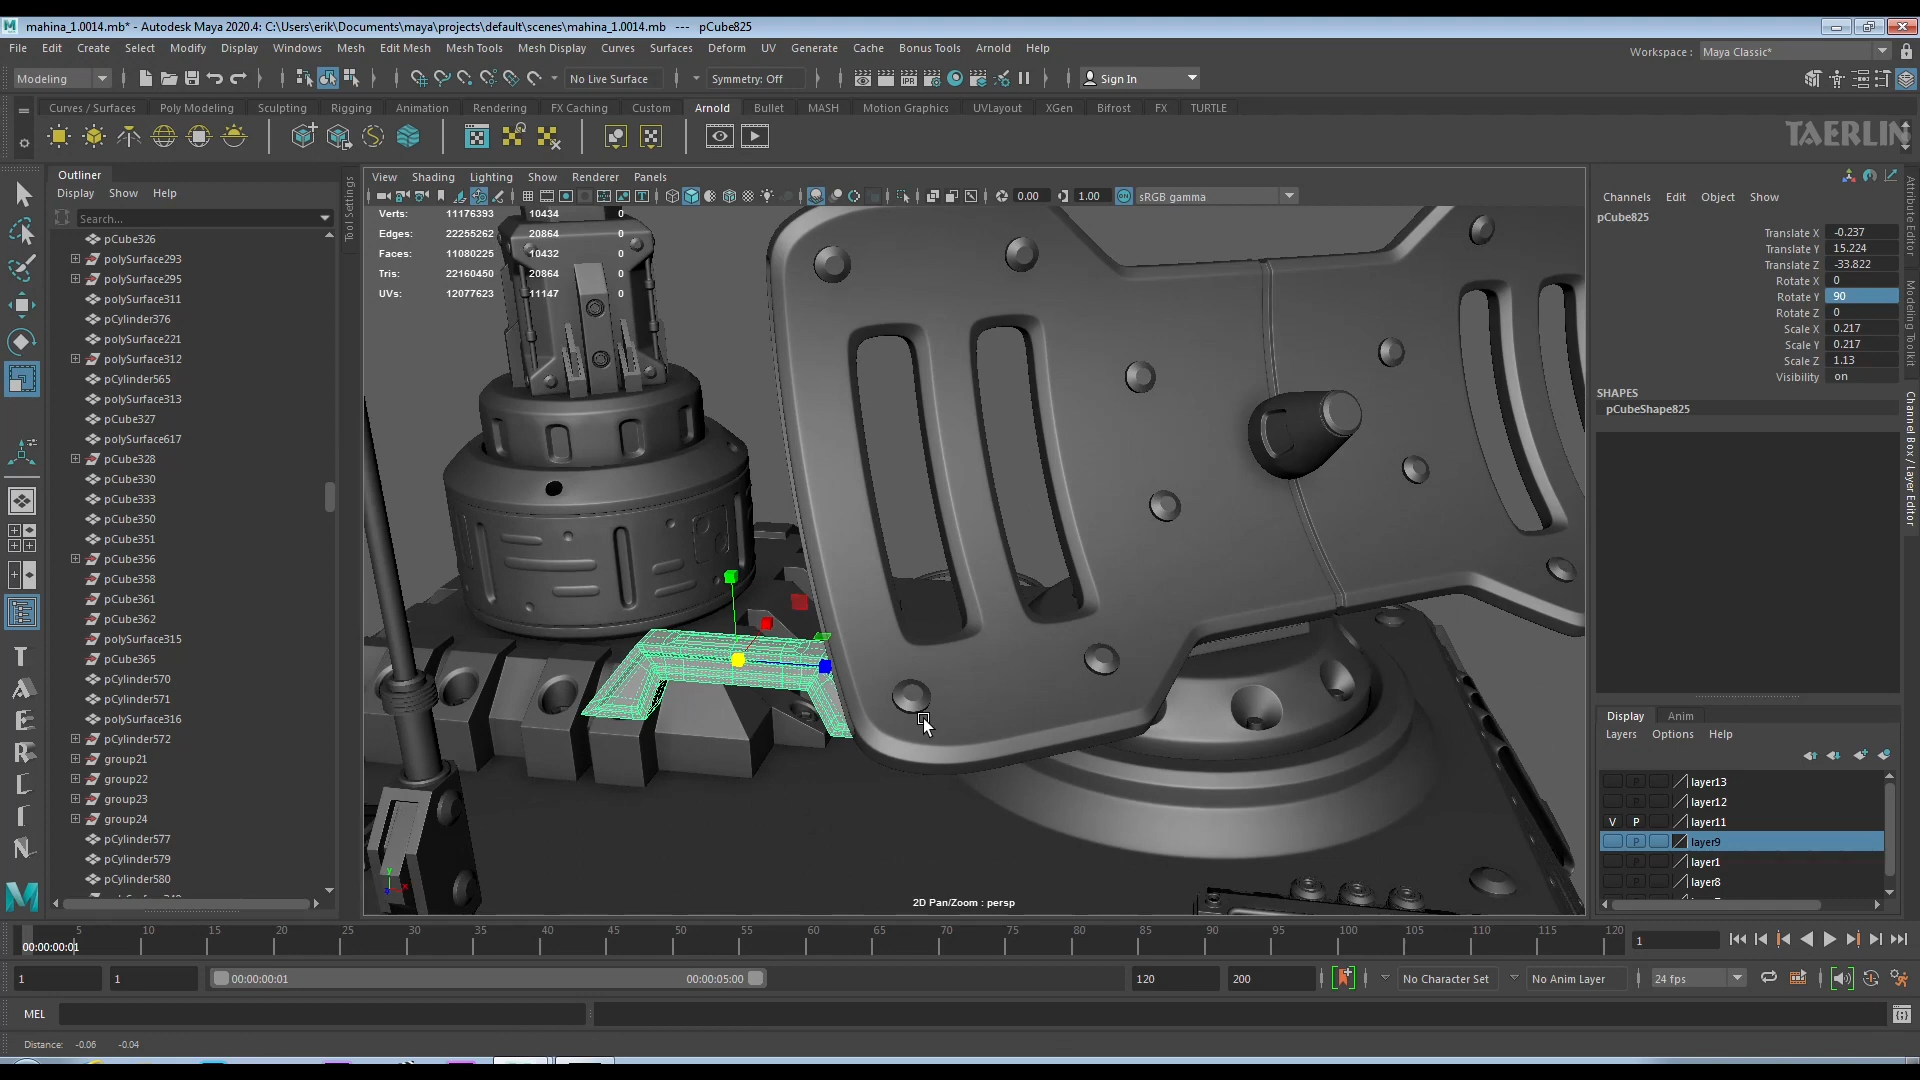 mahina_1.0014.mb* - Autodesk Maya 2020.4: C:\Users\erik\Documents\maya\projects\default\scenes\mahina_1.0014.mb   ---   pCube825
File Edit Create Select Modify Display Windows Mesh Edit Mesh Mesh Tools Mesh Display Curves Surfaces Deform UV Generate Cache Bonus Tools Arnold Help
Workspace : Maya Classic*
Modeling No Live Surface Symmetry: Off Sign In
Curves / Surfaces Poly Modeling Sculpting Rigging Animation Rendering FX Caching Custom Arnold Bullet MASH Motion Graphics UVLayout XGen Bifrost FX TURTLE
IPR
TAERLIN
Outliner
Display Show Help
Search...
pCube326
polySurface293
polySurface295
polySurface311
pCylinder376
polySurface221
polySurface312
pCylinder565
polySurface313
pCube327
polySurface617
pCube328
pCube330
pCube333
pCube350
pCube351
pCube356
pCube358
pCube361
pCube362
polySurface315
pCube365
pCylinder570
pCylinder571
polySurface316
pCylinder572
group21
group22
group23
group24
pCylinder577
pCylinder579
pCylinder580
Tool Settings
View Shading Lighting Show Renderer Panels
0.00 1.00 sRGB gamma
Verts: 11176393 10434 0
Edges: 22255262 20864 0
Faces: 11080225 10432 0
Tris: 22160450 20864 0
UVs: 12077623 11147 0
2D Pan/Zoom : persp
Channels Edit Object Show
pCube825
Translate X -0.237
Translate Y 15.224
Translate Z -33.822
Rotate X 0
Rotate Y 90
Rotate Z 0
Scale X 0.217
Scale Y 0.217
Scale Z 1.13
Visibility on
SHAPES
pCubeShape825
Attribute Editor
Modeling Toolkit
Channel Box / Layer Editor
Display Anim
Layers Options Help
P layer13
P layer12
V P layer11
P layer9
P layer1
P layer8
5 10 15 20 25 30 35 40 45 50 55 60 65 70 75 80 85 90 95 100 105 110 115 120
00:00:00:01
1
1 1 00:00:00:01 00:00:05:00 120 200 No Character Set No Anim Layer 24 fps
MEL
Distance: -0.06 -0.04